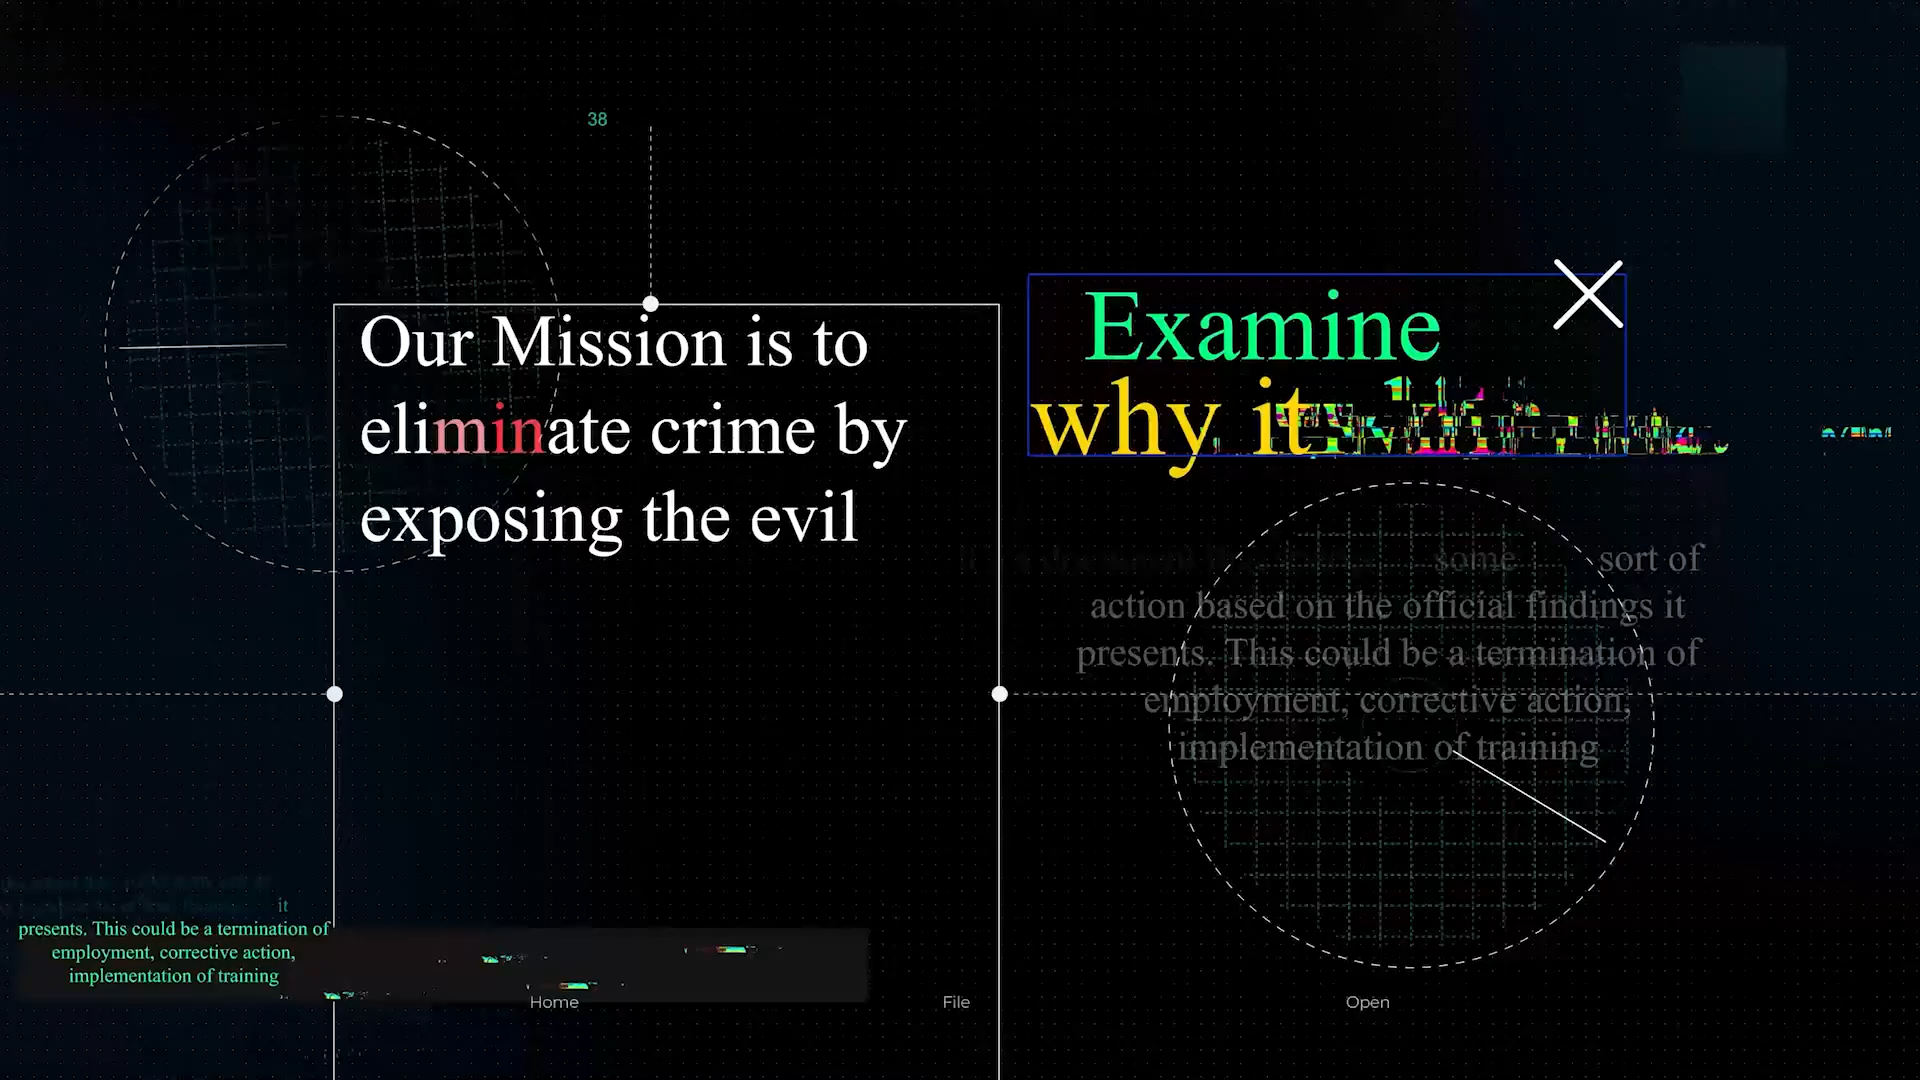 38
Our Mission is to
eliminate crime by
exposing the evil
Examine
why it
some sort of
action based on the official findings it
presents. This could be a termination of
employment, corrective action,
implementation of training
it
presents. This could be a termination of
employment, corrective action,
implementation of training
Home File Open